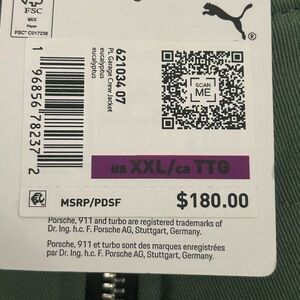 FSC
MIX
Paper
FSC® C017236
®
SCAN
ME
621034 07
PL Garage Crew Jacket
eucalyptus
eucalyptus
1 96856 78237 2
us XXL/ca TTG
MSRP/PDSF
$180.00
Porsche, 911 and turbo are registered trademarks of
Dr. Ing. h.c. F. Porsche AG, Stuttgart, Germany.
Porsche, 911 et turbo sont des marques enregistrées
par Dr. Ing. h.c. F. Porsche AG, Stuttgart, Germany.